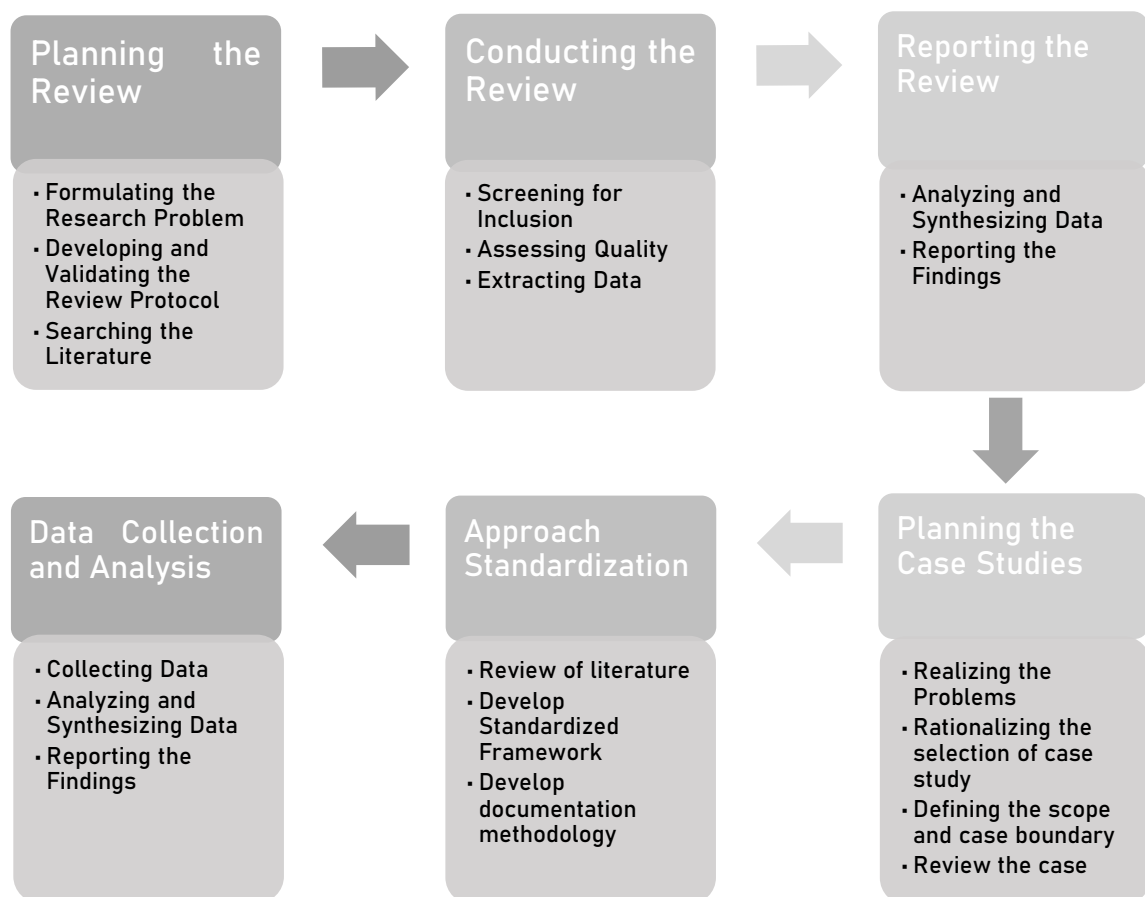 Planning the
Review
· Formulating the
Research Problem
· Developing and
Validating the
Review Protocol
· Searching the
Literature
Conducting the
Review
· Screening for
Inclusion
· Assessing Quality
· Extracting Data
Reporting the
Review
· Analyzing and
Synthesizing Data
· Reporting the
Findings
Planning the
Case Studies
· Realizing the
Problems
· Rationalizing the
selection of case
study
· Defining the scope
and case boundary
· Review the case
Approach
Standardization
· Review of literature
· Develop
Standardized
Framework
· Develop
documentation
methodology
Data Collection
and Analysis
· Collecting Data
· Analyzing and
Synthesizing Data
· Reporting the
Findings